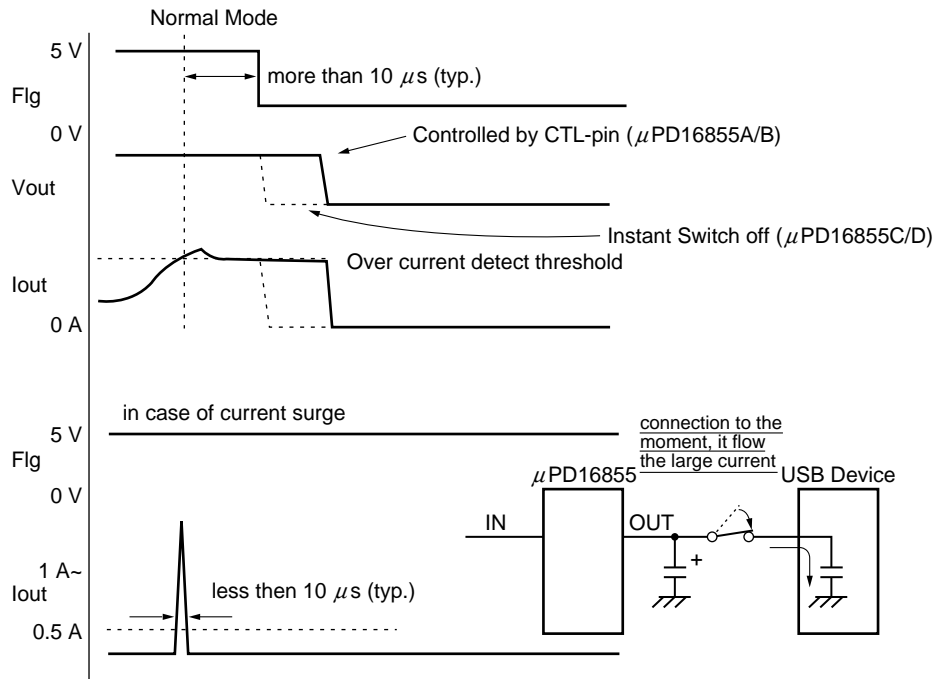 Normal Mode
5 V
more than 10 μs (typ.)
Flg
0 V
Controlled by CTL-pin (μPD16855A/B)
Vout
Instant Switch off (μPD16855C/D)
Over current detect threshold
Iout
0 A
in case of current surge
5 V
Flg
0 V
connection to the
moment, it flow
the large current
μPD16855
USB Device
IN
OUT
+
1 A~
Iout
less then 10 μs (typ.)
0.5 A